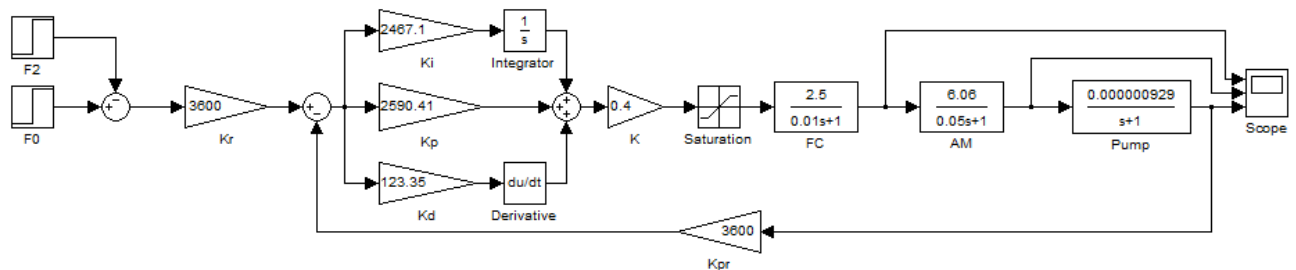 F2
F0
3600
Kr
2467.1
Ki
1
s
Integrator
2590.41
Kp
123.35
Kd
du/dt
Derivative
0.4
K
Saturation
2.5
0.01s+1
FC
6.06
0.05s+1
AM
0.000000929
s+1
Pump
Scope
3600
Kpr